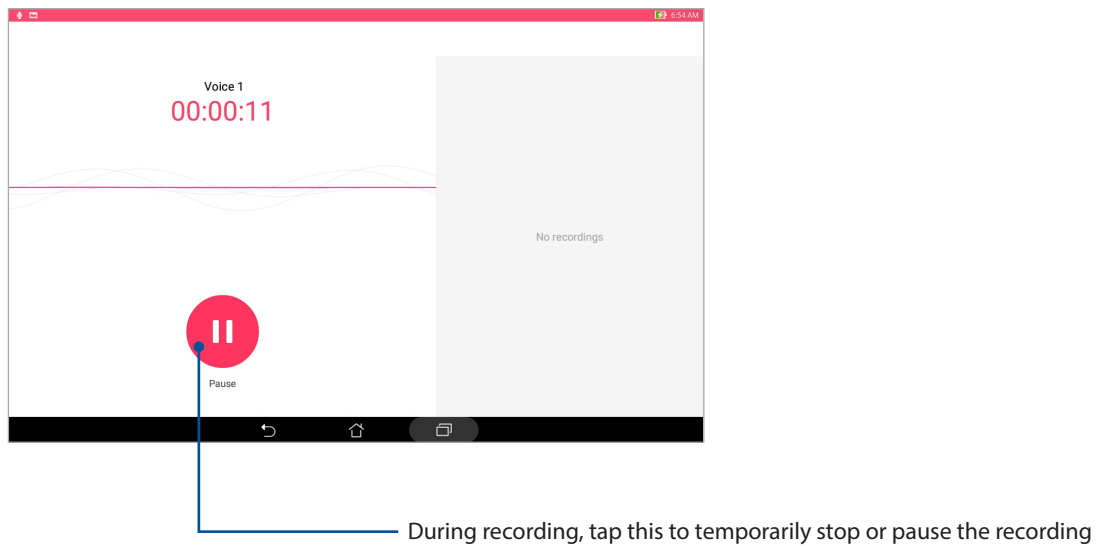 6:54 AM
Voice 1
00:00:11
No recordings
Pause
During recording, tap this to temporarily stop or pause the recording